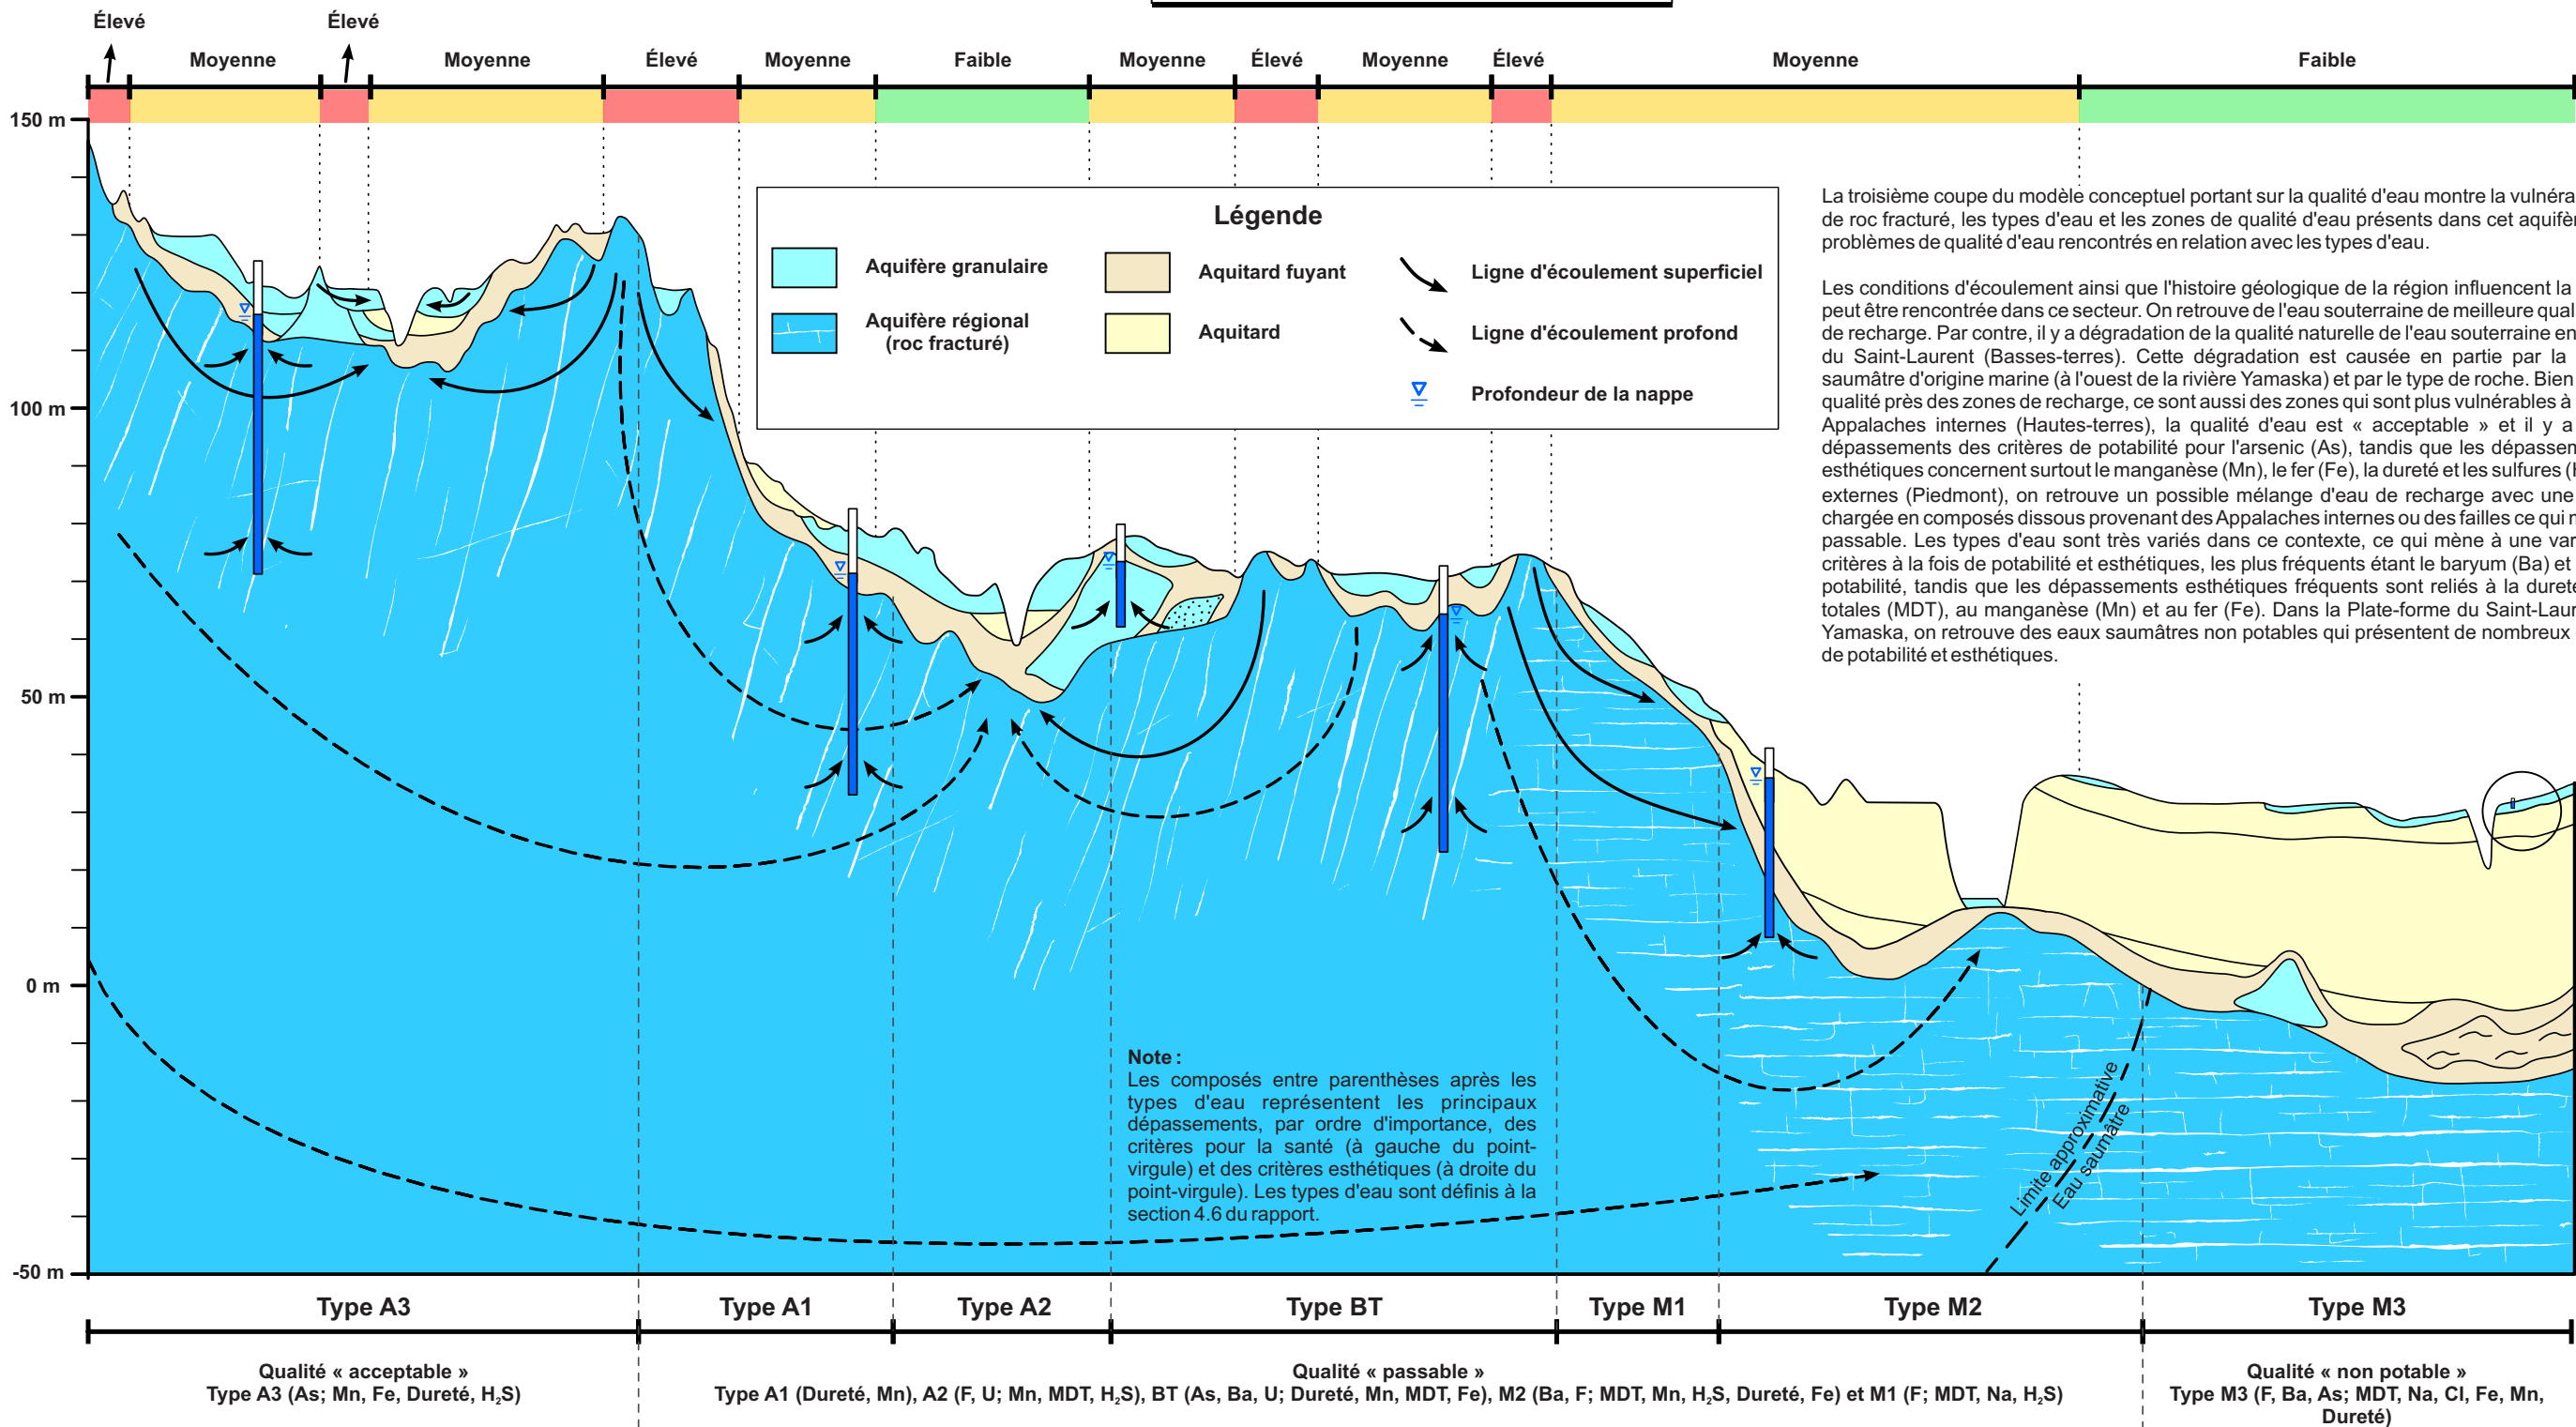 Élevé
Élevé
Moyenne
Moyenne
Élevé
Moyenne
Faible
Moyenne
Élevé
Moyenne
Élevé
Moyenne
Faible
150 m
100 m
50 m
0 m
-50 m
Légende
Aquifère granulaire
Aquifère régional
(roc fracturé)
Aquitard fuyant
Aquitard
Ligne d'écoulement superficiel
Ligne d'écoulement profond
Profondeur de la nappe
La troisième coupe du modèle conceptuel portant sur la qualité d'eau montre la vulnéra
de roc fracturé, les types d'eau et les zones de qualité d'eau présents dans cet aquifèr
problèmes de qualité d'eau rencontrés en relation avec les types d'eau.
Les conditions d'écoulement ainsi que l'histoire géologique de la région influencent la
peut être rencontrée dans ce secteur. On retrouve de l'eau souterraine de meilleure qual
de recharge. Par contre, il y a dégradation de la qualité naturelle de l'eau souterraine en
du Saint-Laurent (Basses-terres). Cette dégradation est causée en partie par la
saumâtre d'origine marine (à l'ouest de la rivière Yamaska) et par le type de roche. Bien
qualité près des zones de recharge, ce sont aussi des zones qui sont plus vulnérables à
Appalaches internes (Hautes-terres), la qualité d'eau est « acceptable » et il y a
dépassements des critères de potabilité pour l'arsenic (As), tandis que les dépassem
esthétiques concernent surtout le manganèse (Mn), le fer (Fe), la dureté et les sulfures (H
externes (Piedmont), on retrouve un possible mélange d'eau de recharge avec une
chargée en composés dissous provenant des Appalaches internes ou des failles ce qui m
passable. Les types d'eau sont très variés dans ce contexte, ce qui mène à une var
critères à la fois de potabilité et esthétiques, les plus fréquents étant le baryum (Ba) et
potabilité, tandis que les dépassements esthétiques fréquents sont reliés à la dureté
totales (MDT), au manganèse (Mn) et au fer (Fe). Dans la Plate-forme du Saint-Laur
Yamaska, on retrouve des eaux saumâtres non potables qui présentent de nombreux
de potabilité et esthétiques.
Note :
Les composés entre parenthèses après les
types d'eau représentent les principaux
dépassements, par ordre d'importance, des
critères pour la santé (à gauche du point-
virgule) et des critères esthétiques (à droite du
point-virgule). Les types d'eau sont définis à la
section 4.6 du rapport.
Limite approximative
Eau saumâtre
Type A3
Type A1
Type A2
Type BT
Type M1
Type M2
Type M3
Qualité « acceptable »
Type A3 (As; Mn, Fe, Dureté, H₂S)
Qualité « passable »
Type A1 (Dureté, Mn), A2 (F, U; Mn, MDT, H₂S), BT (As, Ba, U; Dureté, Mn, MDT, Fe), M2 (Ba, F; MDT, Mn, H₂S, Dureté, Fe) et M1 (F; MDT, Na, H₂S)
Qualité « non potable »
Type M3 (F, Ba, As; MDT, Na, Cl, Fe, Mn,
Dureté)